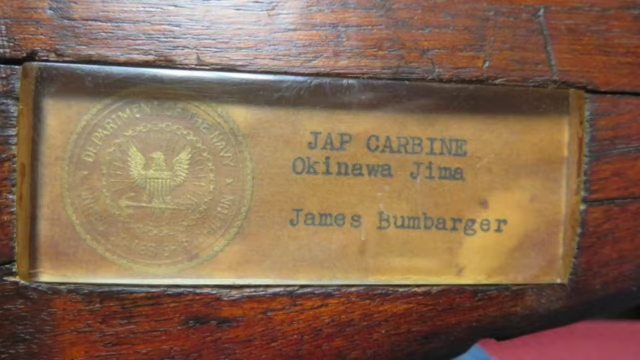 DEPARTMENT OF THE NAVY
JAP CARBINE
Okinawa Jima
James Bumbarger